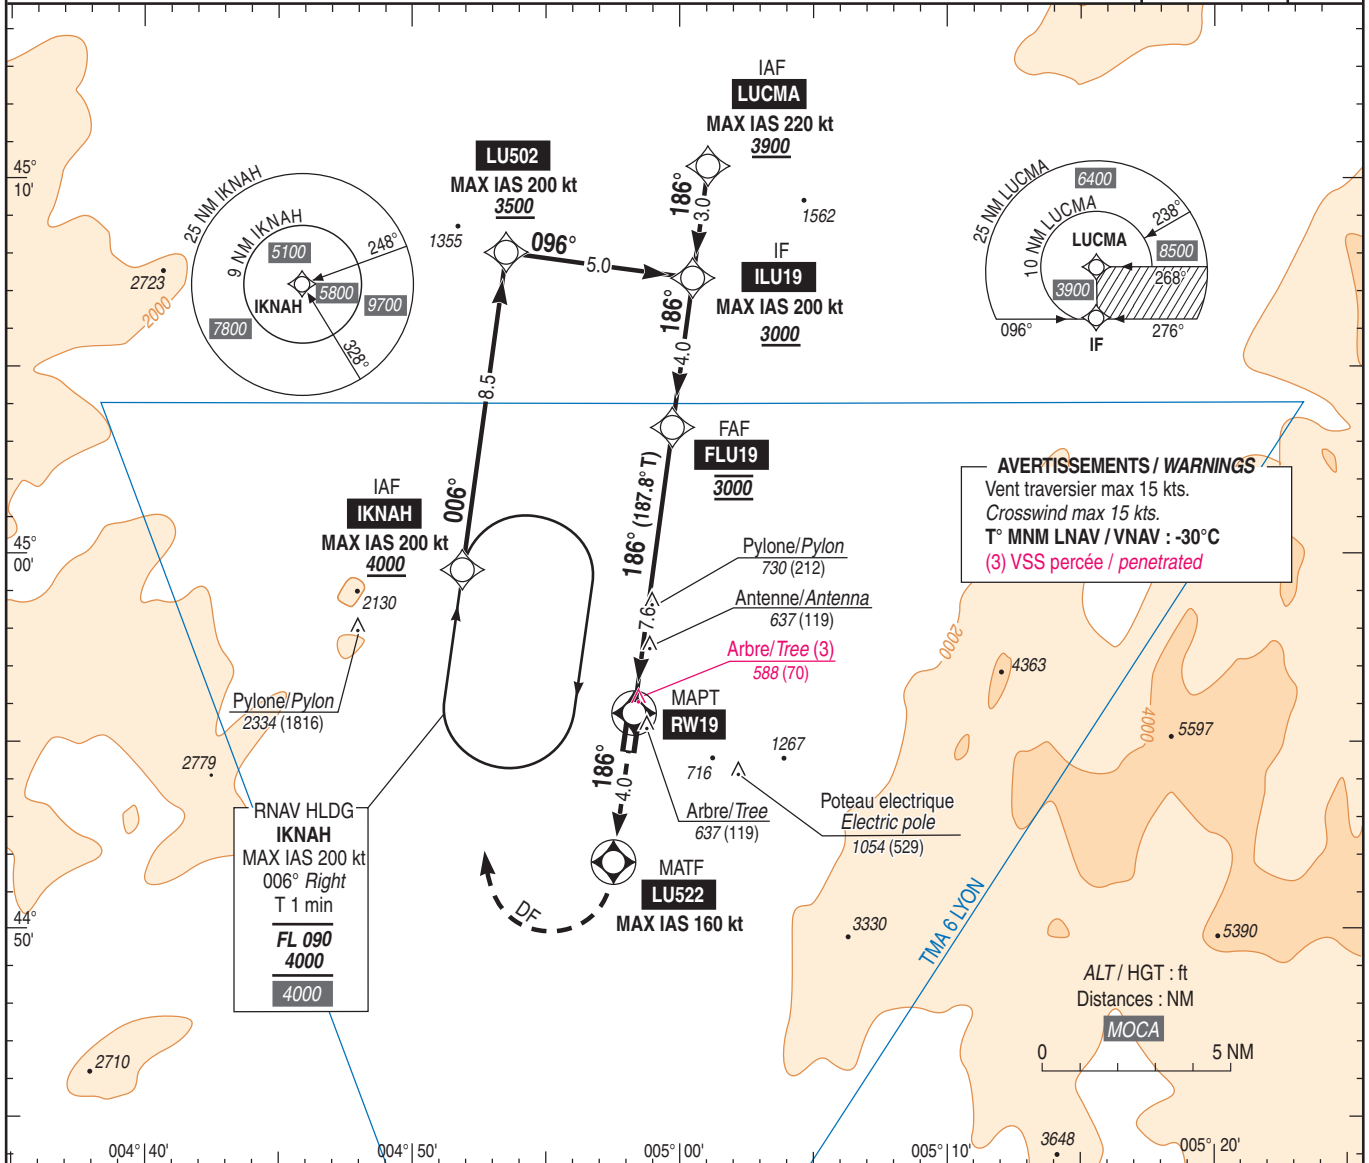 IAF
LUCMA
MAX IAS 220 kt
3900
LU502
MAX IAS 200 kt
3500
45°
10'
186°
3.0
1562
1355
096°
5.0
IF
ILU19
MAX IAS 200 kt
3000
186°
4.0
25 NM IKNAH
9 NM IKNAH
5100
248°
5800
IKNAH
9700
7800
328°
2723
2000
25 NM LUCMA
6400
10 NM LUCMA
238°
LUCMA
8500
268°
3900
096°
276°
IF
8.5
FAF
FLU19
3000
AVERTISSEMENTS / WARNINGS
Vent traversier max 15 kts.
Crosswind max 15 kts.
T° MNM LNAV / VNAV : -30°C
(3) VSS percée / penetrated
IAF
IKNAH
MAX IAS 200 kt
4000
006°
186° (187.8° T)
45°
00'
2130
Pylone/Pylon
730 (212)
Antenne/Antenna
637 (119)
7.6
Arbre/Tree (3)
588 (70)
2000
4363
4000
5597
Pylone/Pylon
2334 (1816)
MAPT
RW19
2779
186°
4.0
716
1267
Arbre/Tree
637 (119)
Poteau electrique
Electric pole
1054 (529)
RNAV HLDG
IKNAH
MAX IAS 200 kt
006° Right
T 1 min
FL 090
4000
4000
MATF
LU522
MAX IAS 160 kt
DF
44°
50'
3330
TMA 6 LYON
5390
ALT / HGT : ft
Distances : NM
MOCA
0
5 NM
2710
3648
004° 40'
004° 50'
005° 00'
005° 10'
005° 20'